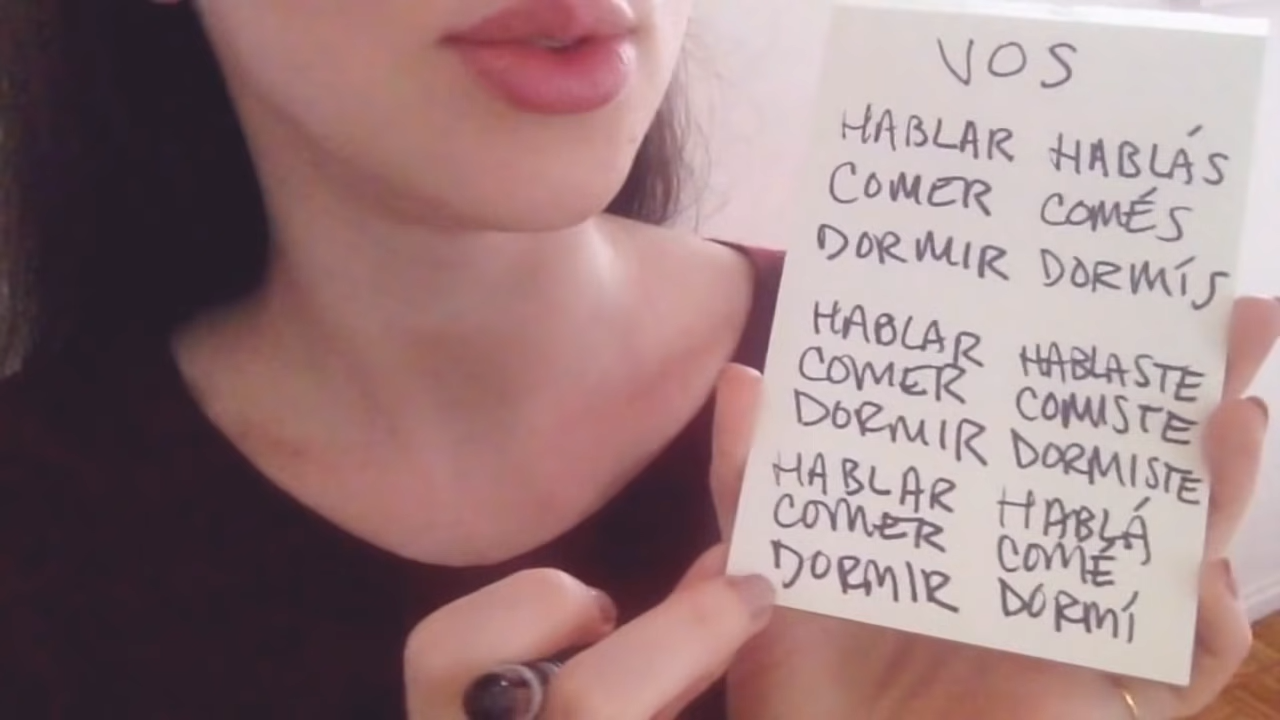 VOS
HABLAR HABLÁS
COMER COMÉS
DORMIR DORMÍS
HABLAR HABLASTE
COMER COMISTE
DORMIR DORMISTE
HABLAR HABLÁ
COMER COMÉ
DORMIR DORMÍ